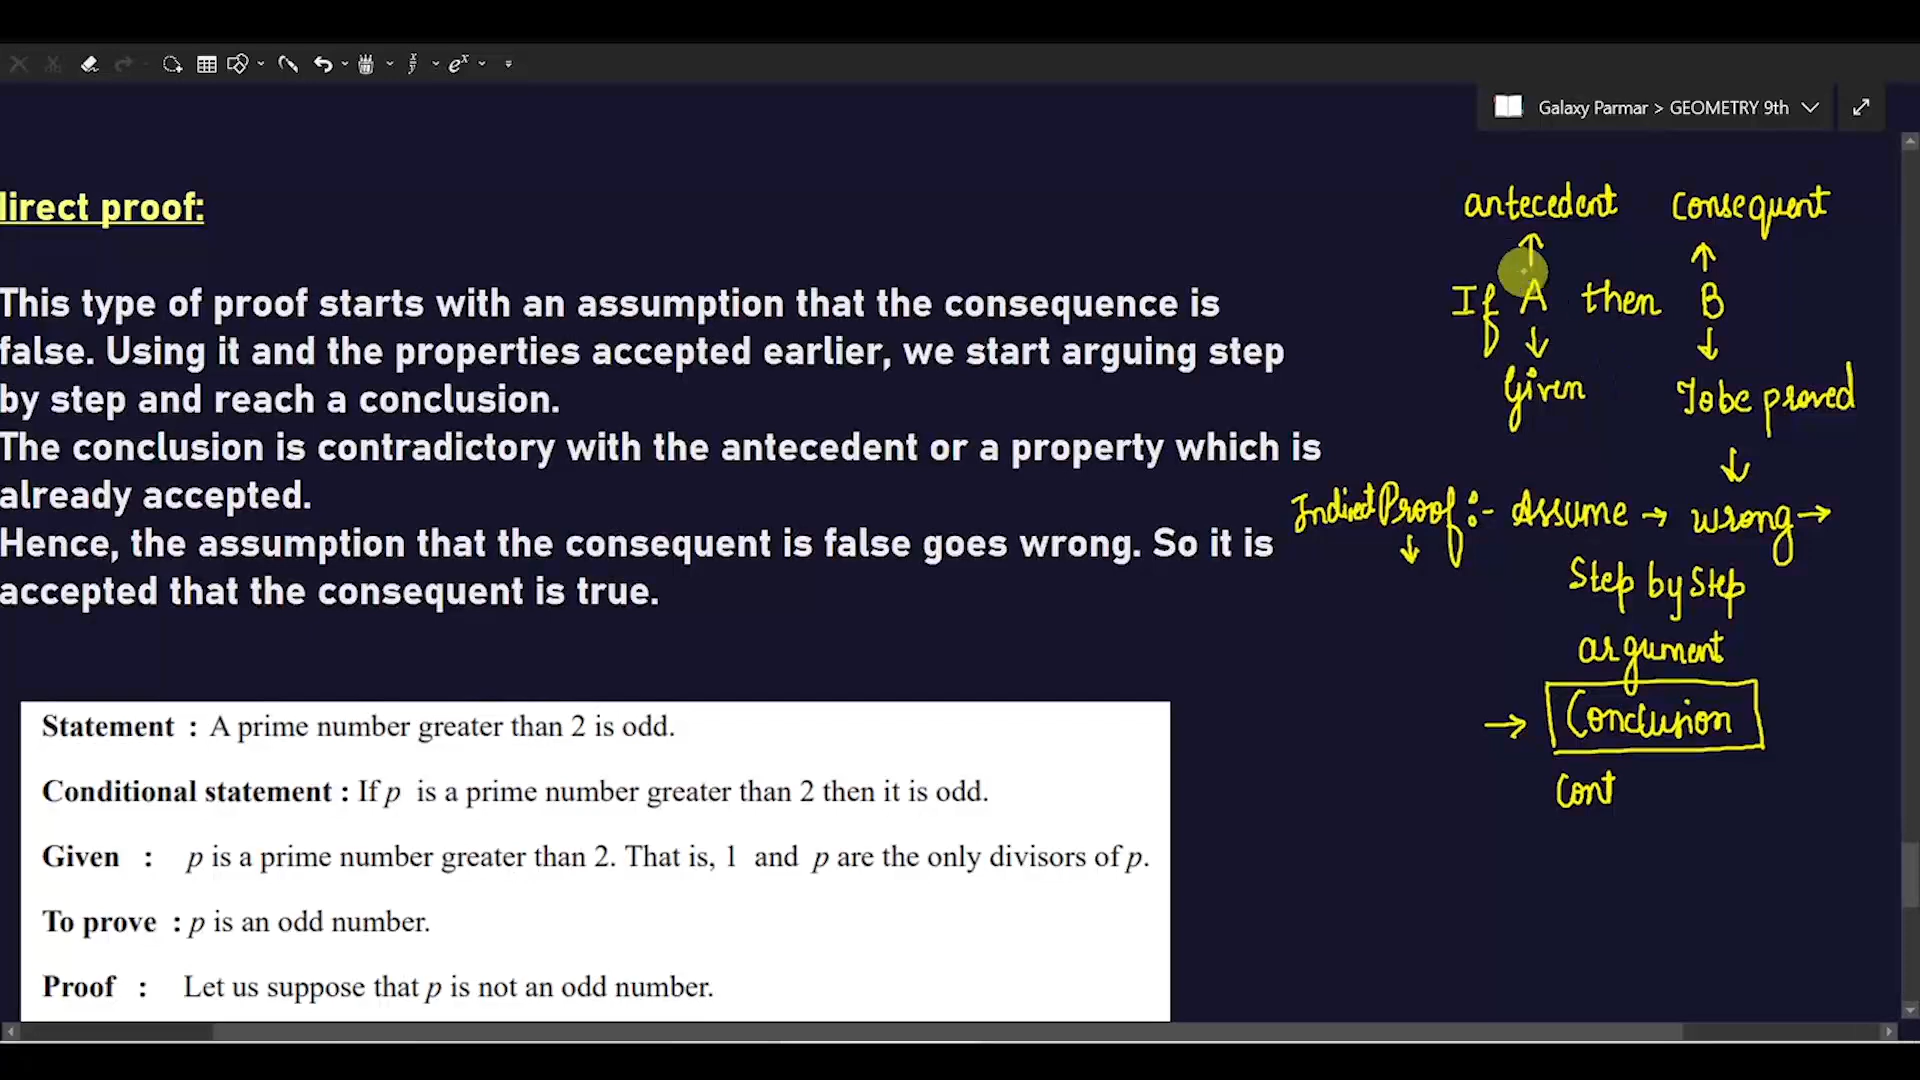 Galaxy Parmar > GEOMETRY 9th
direct proof:
This type of proof starts with an assumption that the consequence is
false. Using it and the properties accepted earlier, we start arguing step
by step and reach a conclusion.
The conclusion is contradictory with the antecedent or a property which is
already accepted.
Hence, the assumption that the consequent is false goes wrong. So it is
accepted that the consequent is true.
antecedent Consequent
↑ ↑
If A then B
↓ ↓
Given To be proved
↓
Indirect Proof :- Assume → wrong →
↓
Step by Step
argument
→ Conclusion
Cont
Statement : A prime number greater than 2 is odd.
Conditional statement : If p is a prime number greater than 2 then it is odd.
Given : p is a prime number greater than 2. That is, 1 and p are the only divisors of p.
To prove : p is an odd number.
Proof : Let us suppose that p is not an odd number.